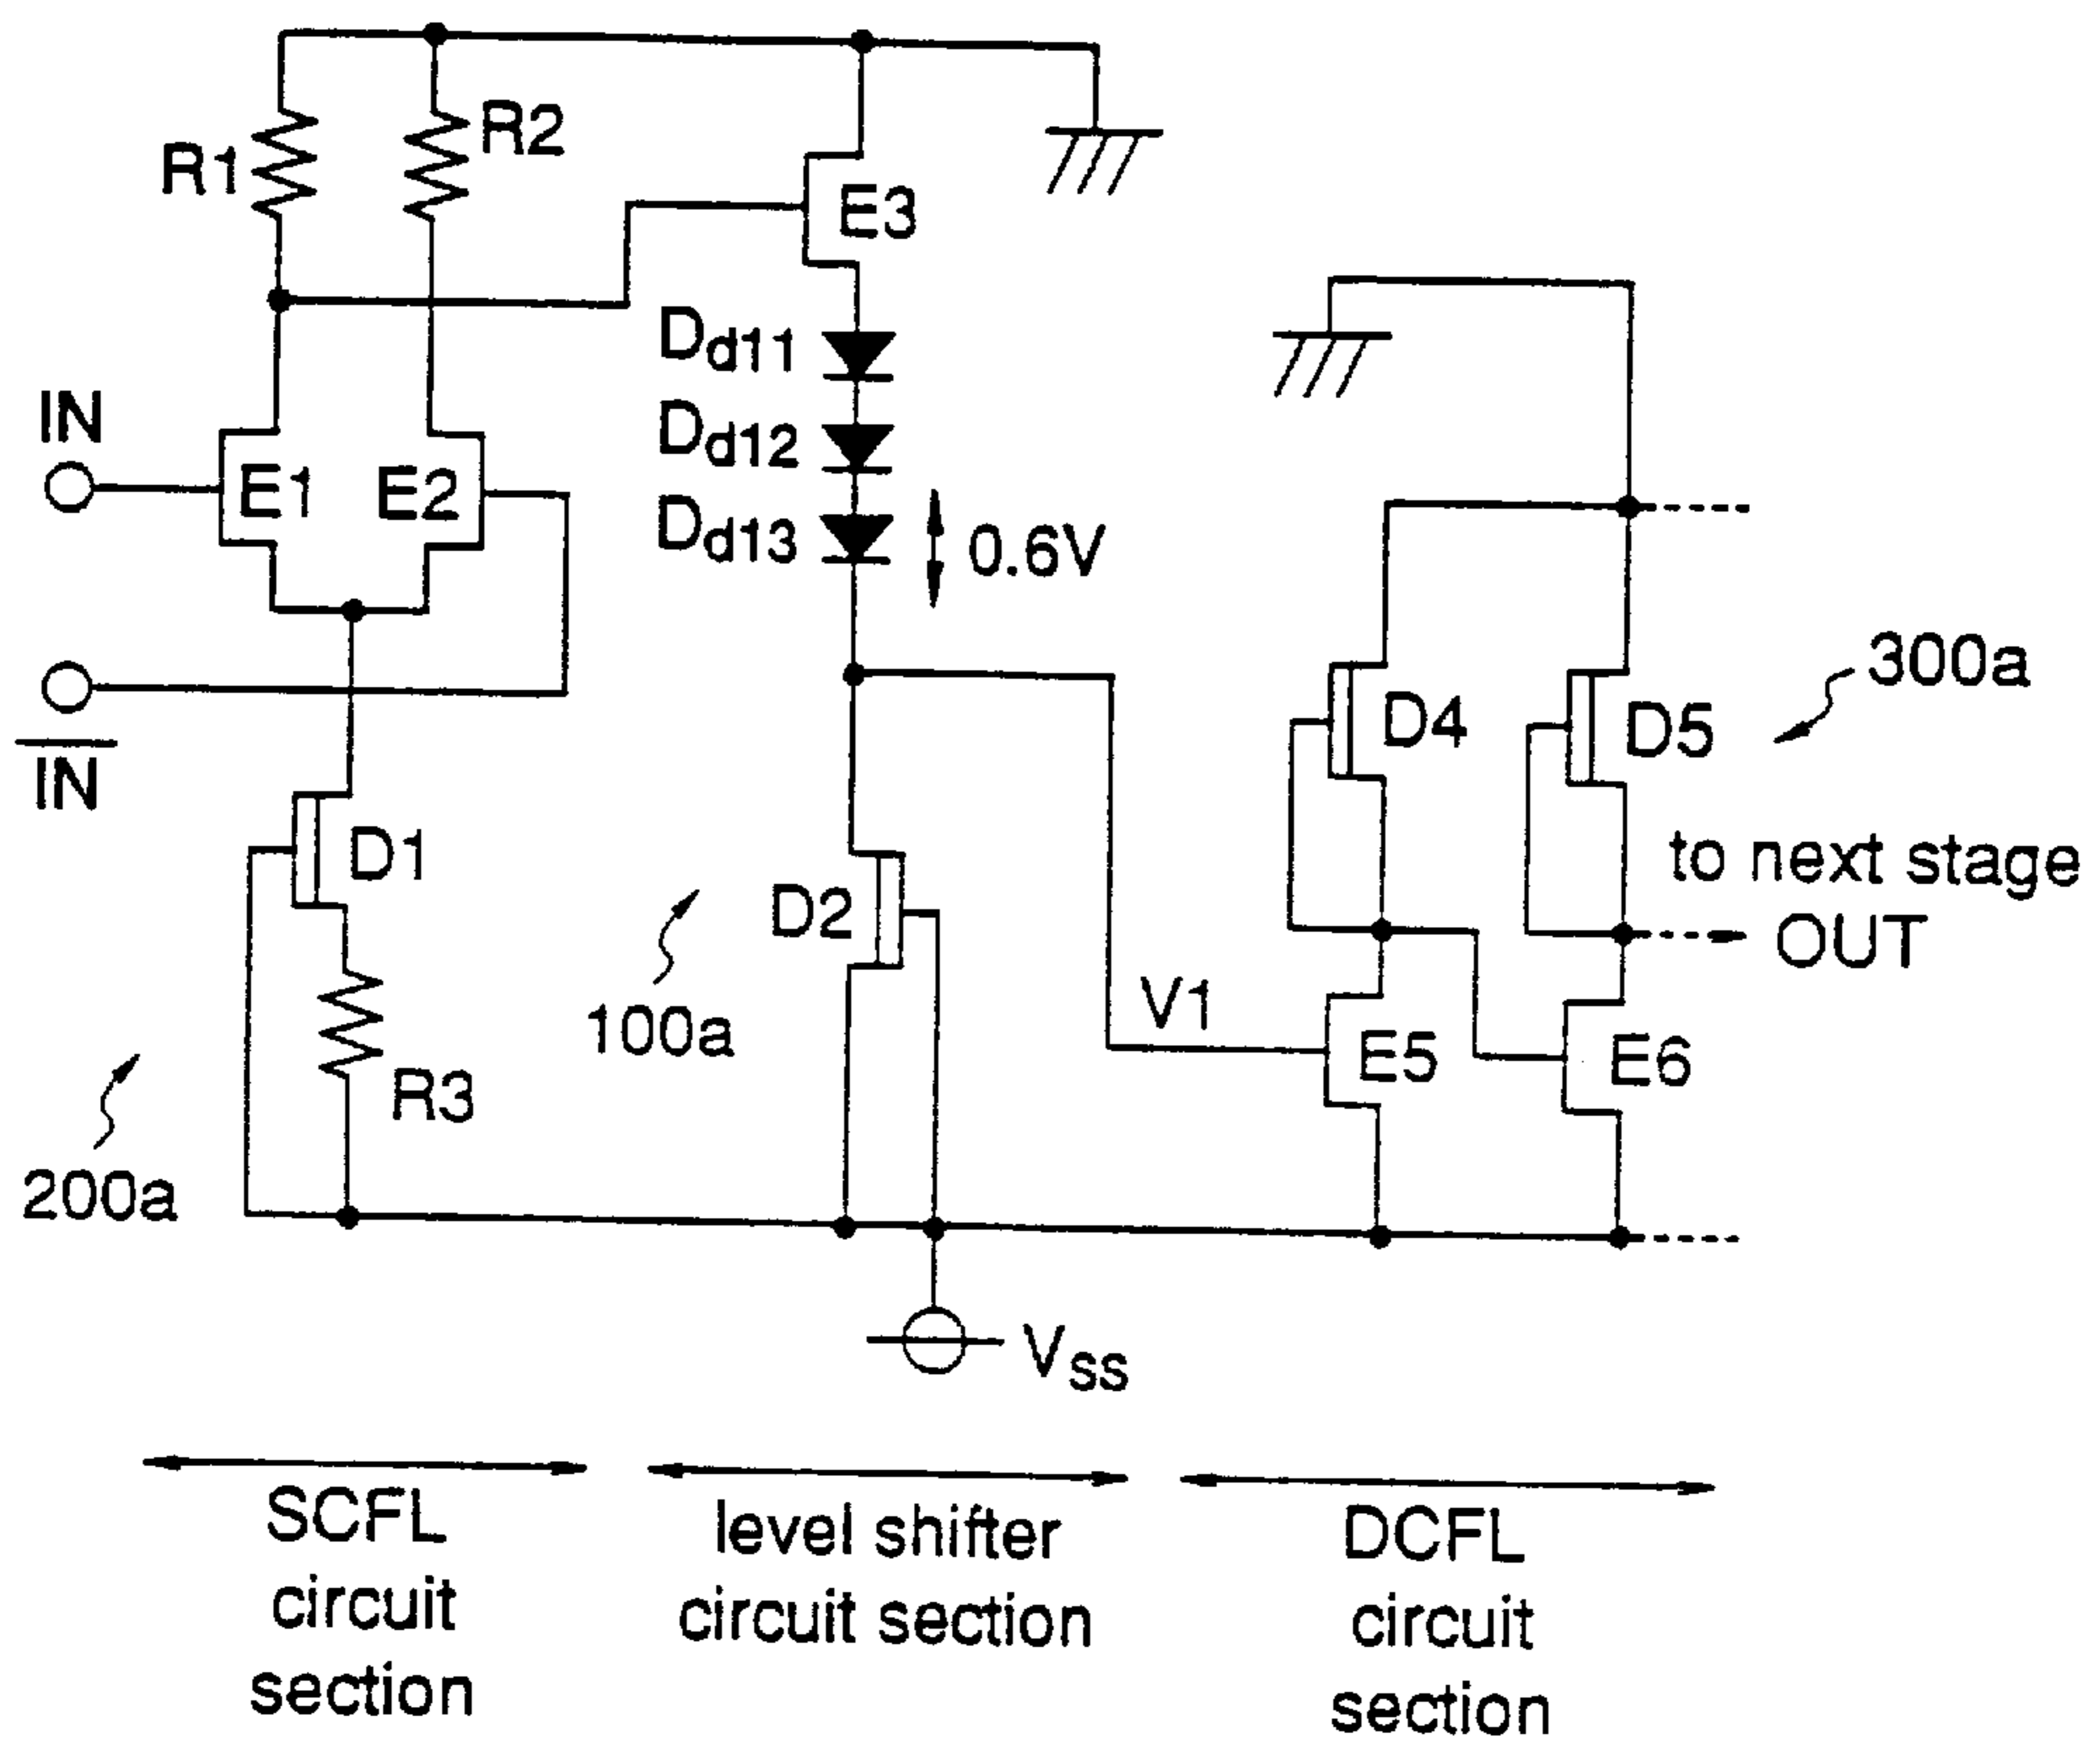 R1
R2
E3
Dd11
Dd12
Dd13
0.6V
IN
E1
E2
IN
D1
R3
200a
100a
D2
V1
D4
D5
300a
to next stage
OUT
E5
E6
VSS
SCFL
circuit
section
level shifter
circuit section
DCFL
circuit
section